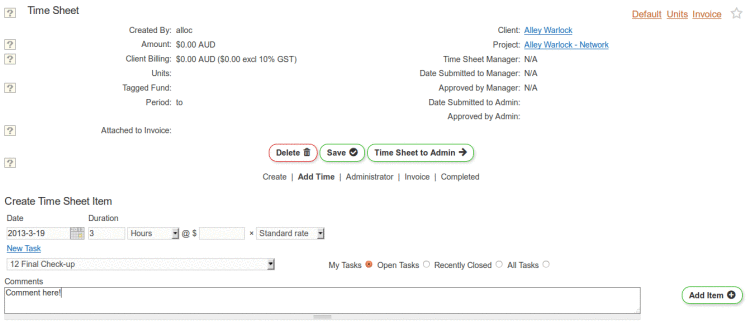 ? Time Sheet Default Units Invoice
Created By: alloc Client: Alley Warlock
? Amount: $0.00 AUD Project: Alley Warlock - Network
? Client Billing: $0.00 AUD ($0.00 excl 10% GST) Time Sheet Manager: N/A
Units: Date Submitted to Manager: N/A
? Tagged Fund: Approved by Manager: N/A
Period: to Date Submitted to Admin:
Approved by Admin:
? Attached to Invoice:
Delete Save Time Sheet to Admin
?
Create | Add Time | Administrator | Invoice | Completed
Create Time Sheet Item
Date Duration
2013-3-19 3 Hours @ $ × Standard rate
New Task
12 Final Check-up My Tasks Open Tasks Recently Closed All Tasks
Comments
Comment here! Add Item